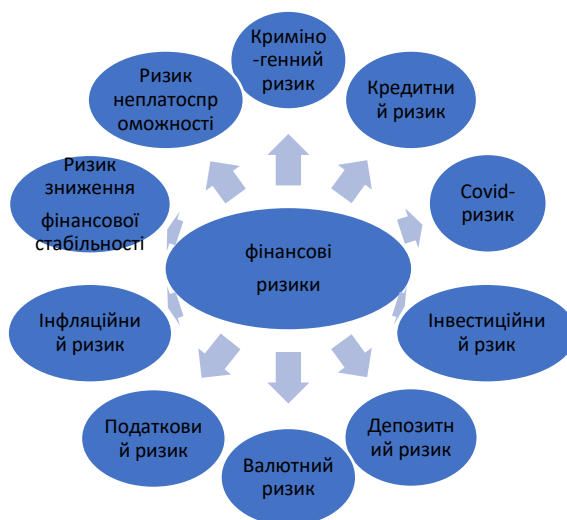 Криміно
-генний
ризик
Ризик
неплатоспр
оможності
Кредитни
й ризик
Ризик
зниження
фінансової
стабільності
Covid-
ризик
фінансові
ризики
Інфляційни
й ризик
Інвестиційни
й рзик
Податкови
й ризик
Депозитн
ий ризик
Валютний
ризик